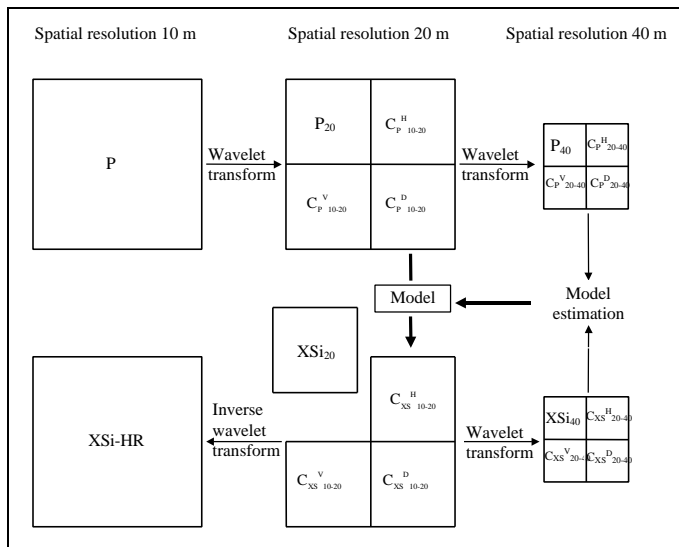 Spatial resolution 10 m
Spatial resolution 20 m
Spatial resolution 40 m
P
Wavelet
transform
P20
CP H 10-20
CP V 10-20
CP D 10-20
Wavelet
transform
P40
CP H 20-40
CP V 20-40
CP D 20-40
Model
Model
estimation
XSi20
XSi-HR
Inverse
wavelet
transform
CXS H 10-20
CXS V 10-20
CXS D 10-20
Wavelet
transform
XSi40
CXS H 20-40
CXS V 20-40
CXS D 20-40